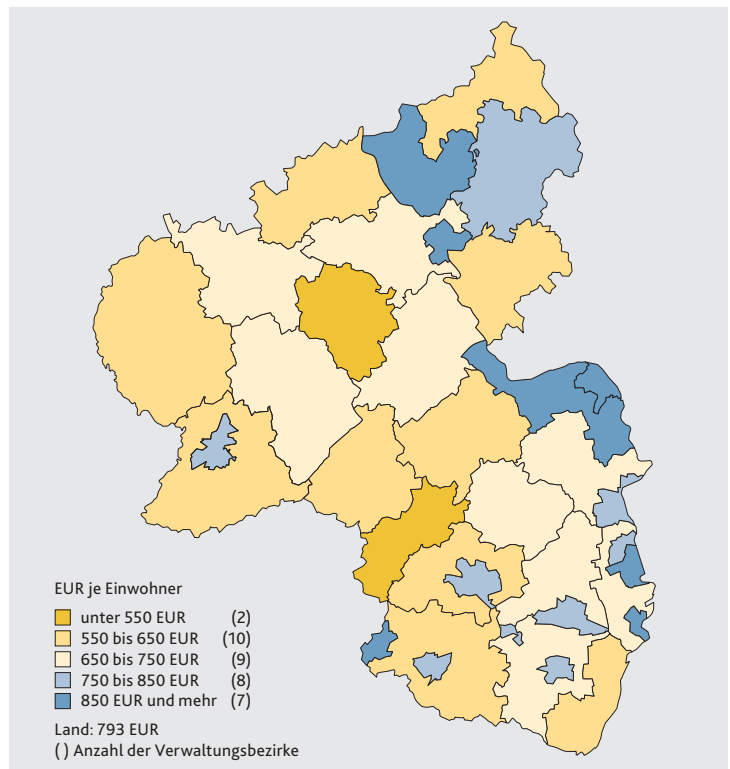 EUR je Einwohner
unter 550 EUR (2)
550 bis 650 EUR (10)
650 bis 750 EUR (9)
750 bis 850 EUR (8)
850 EUR und mehr (7)
Land: 793 EUR
( ) Anzahl der Verwaltungsbezirke